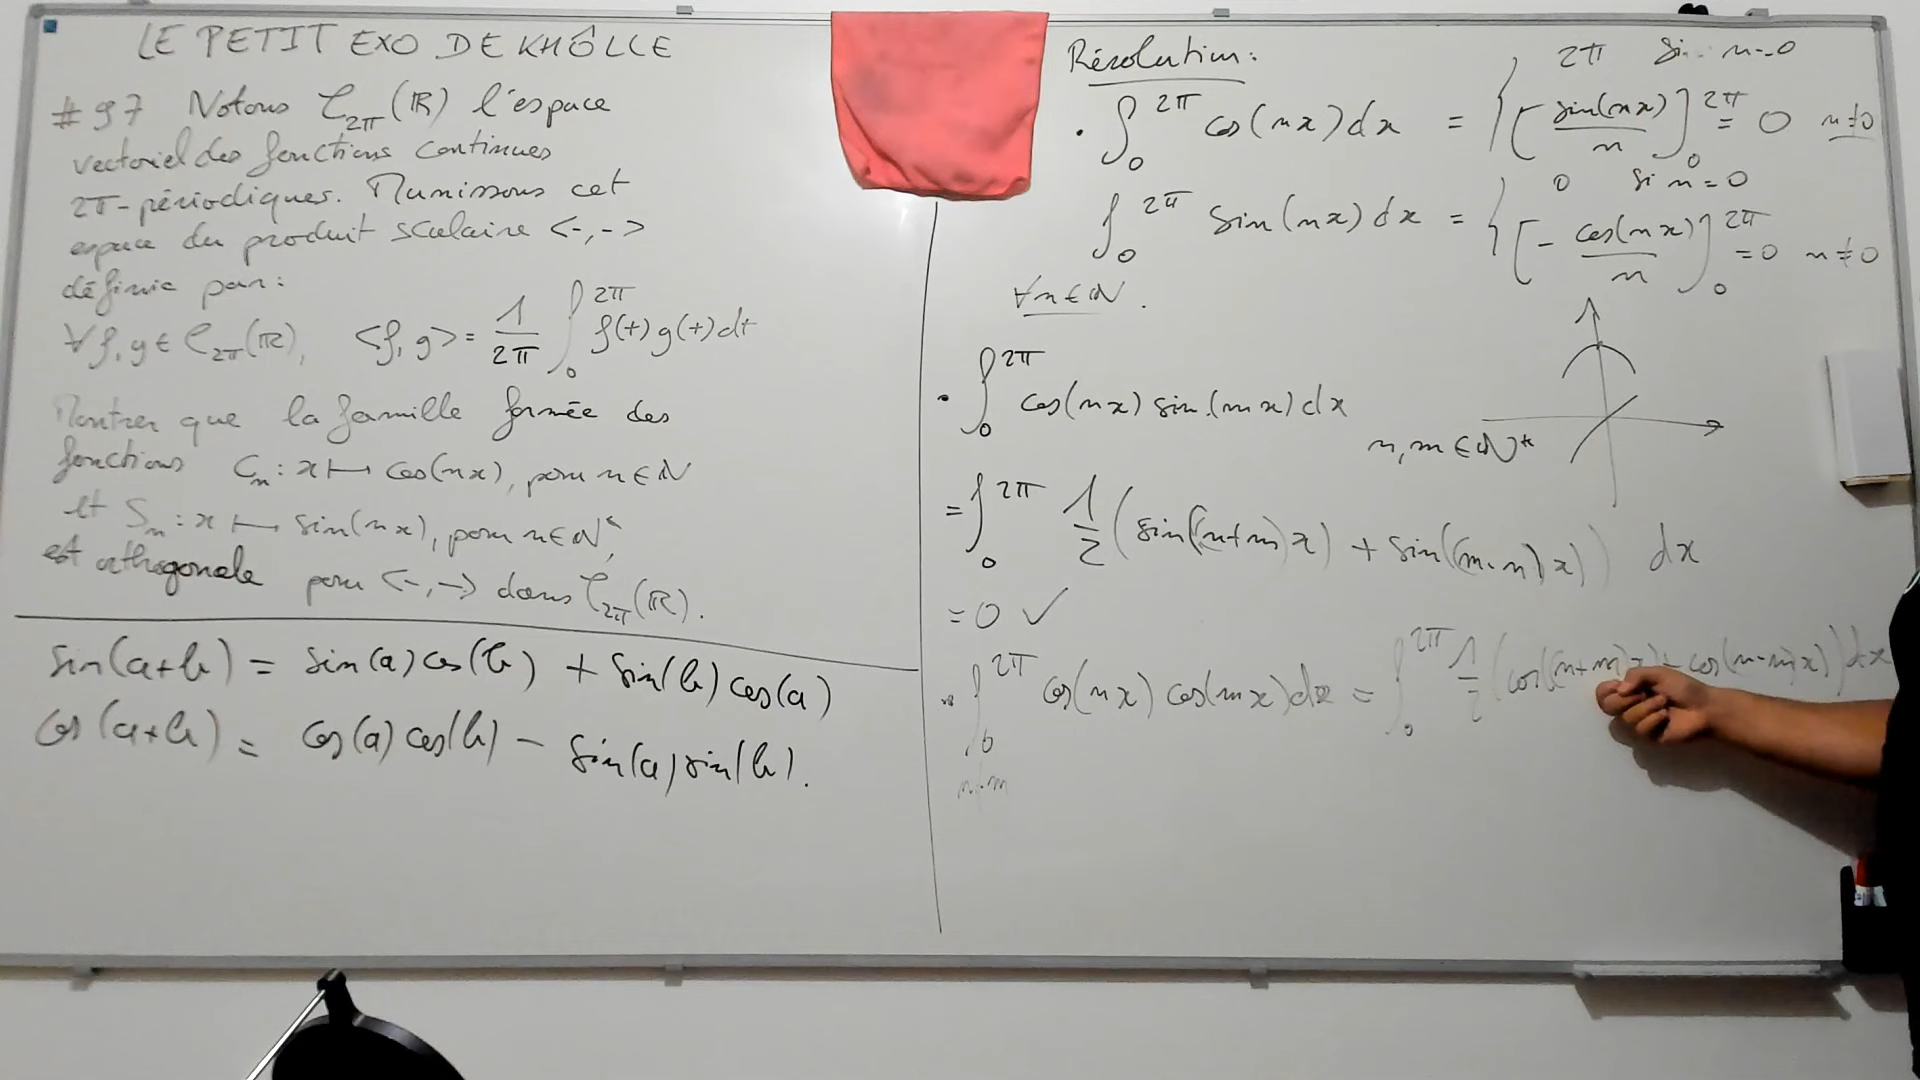 LE PETIT EXO DE KHÔLLE
#97 Notons C_{2π}(ℝ) l'espace
vectoriel des fonctions continues
2π-périodiques. Munissons cet
espace du produit scalaire <-,->
définie par:
∀f,g ∈ C_{2π}(ℝ), <f,g> = 1/2π ∫_0^{2π} f(t)g(t)dt
Montrer que la famille formée des
fonctions C_n : x ↦ cos(nx), pour n∈ℕ
et S_n : x ↦ sin(nx), pour n∈ℕ*,
est orthogonale pour <-,-> dans C_{2π}(ℝ).
sin(a+b) = sin(a)cos(b) + sin(b)cos(a)
cos(a+b) = cos(a)cos(b) - sin(a)sin(b).
Résolution:
• ∫_0^{2π} cos(nx)dx = { 2π si n=0
[sin(nx)/n]_0^{2π} = 0 n≠0
∫_0^{2π} sin(nx)dx = { 0 si n=0
[-cos(nx)/n]_0^{2π} = 0 n≠0
∀n∈ℕ.
• ∫_0^{2π} cos(nx) sin(mx)dx
n,m∈ℕ*
= ∫_0^{2π} 1/2 (sin((n+m)x) + sin((m-n)x)) dx
= 0 ✓
• ∫_0^{2π} cos(nx) cos(mx)dx = ∫_0^{2π} 1/2 (cos((n+m)x) + cos(n-m)x))dx
n≠m